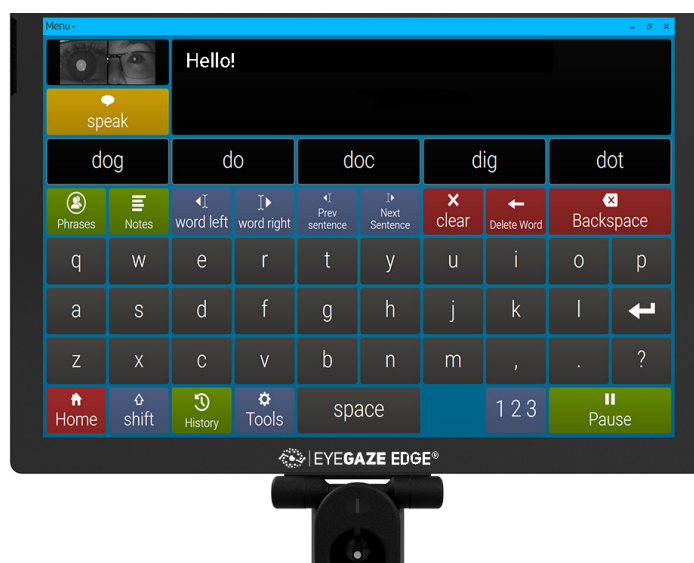 Menu
Hello!
speak
dog do doc dig dot
Phrases Notes word left word right Prev sentence Next Sentence clear Delete Word Backspace
q w e r t y u i o p
a s d f g h j k l
z x c v b n m , . ?
Home shift History Tools space 1 2 3 Pause
EYEGAZE EDGE®